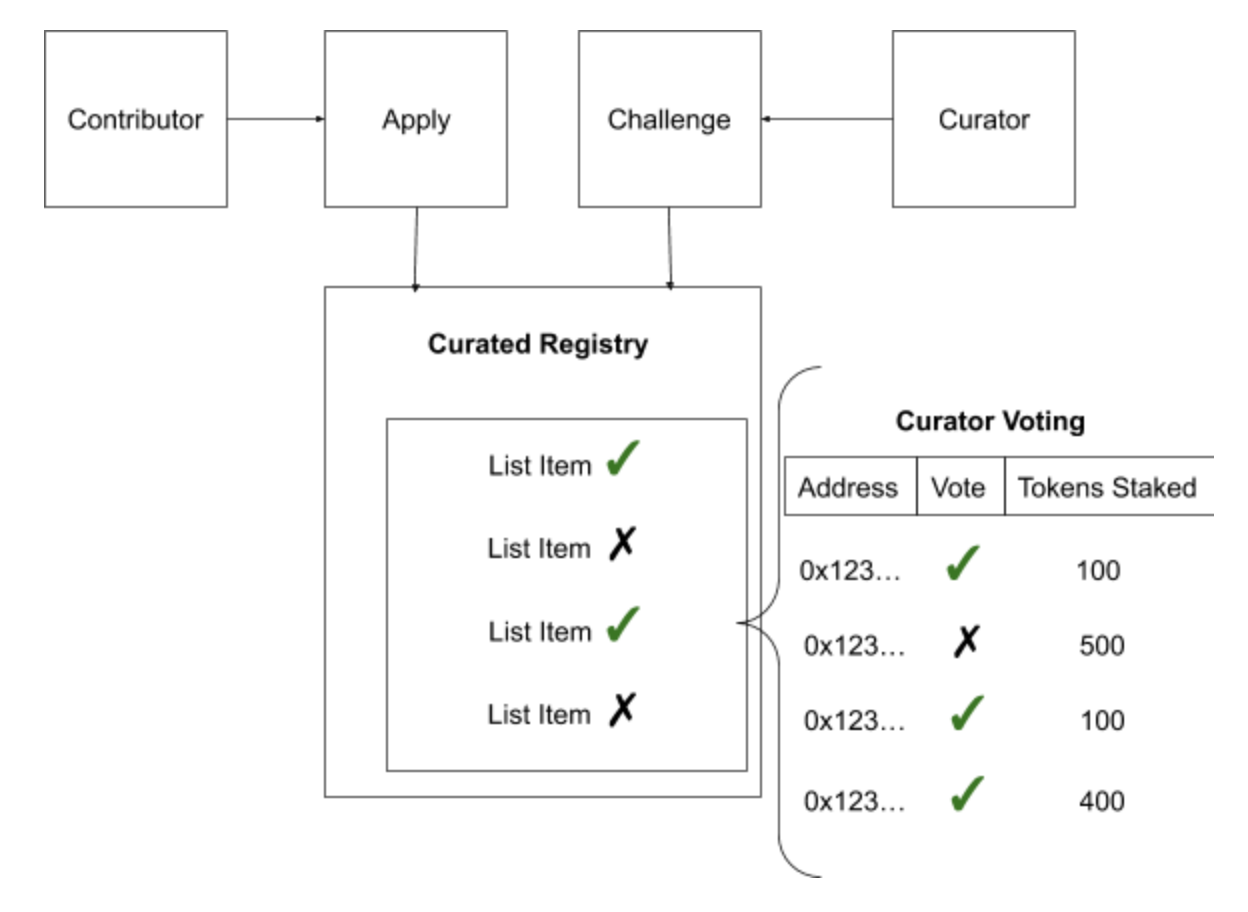 Contributor
Apply
Challenge
Curator
Curated Registry
List Item ✓
List Item ✗
List Item ✓
List Item ✗
Curator Voting
Address Vote Tokens Staked
0x123... ✓ 100
0x123... ✗ 500
0x123... ✓ 100
0x123... ✓ 400